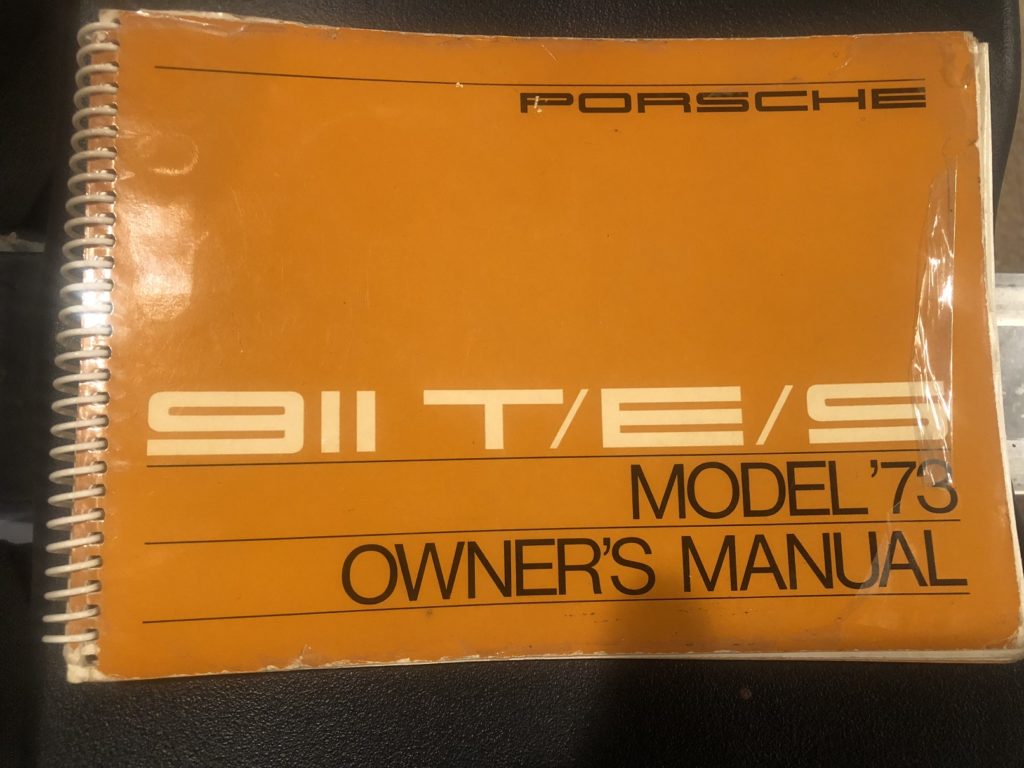 PORSCHE
911 T/E/S
MODEL '73
OWNER'S MANUAL